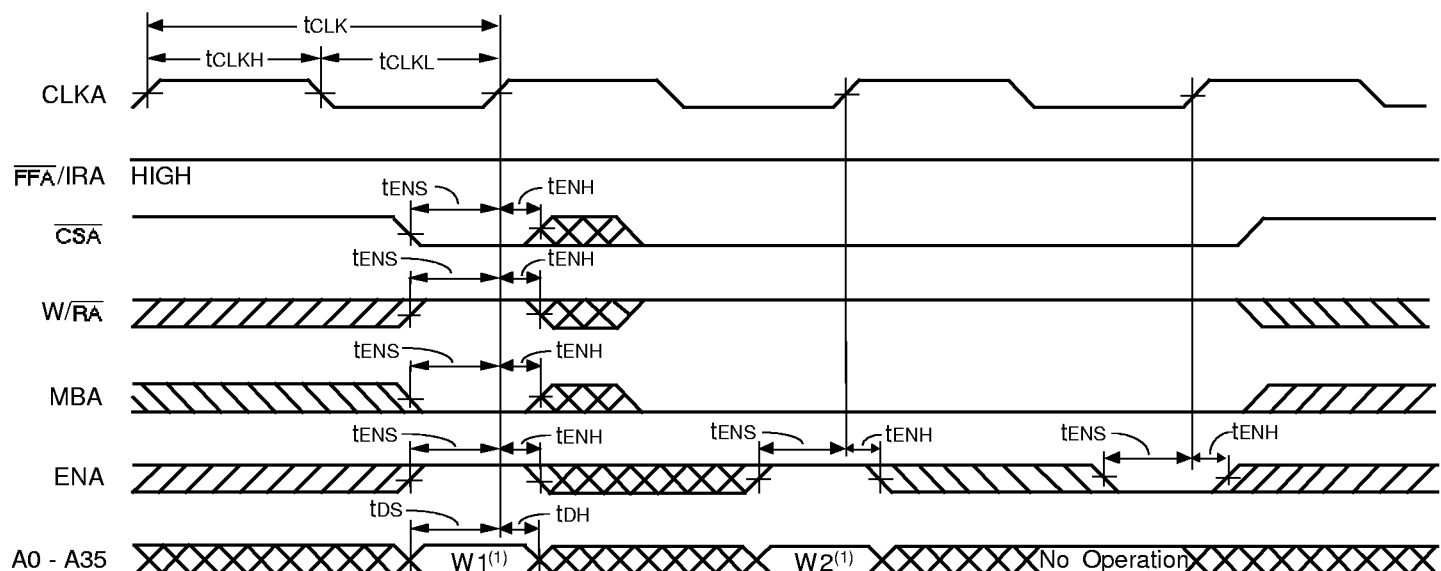 tCLK
tCLKH tCLKL
CLKA
FFA/IRA HIGH
tENS tENH
CSA
tENS tENH
W/RA
tENS tENH
MBA
tENS tENH tENS tENH tENS tENH
ENA
tDS tDH
A0 - A35 W1(1) W2(1) No Operation